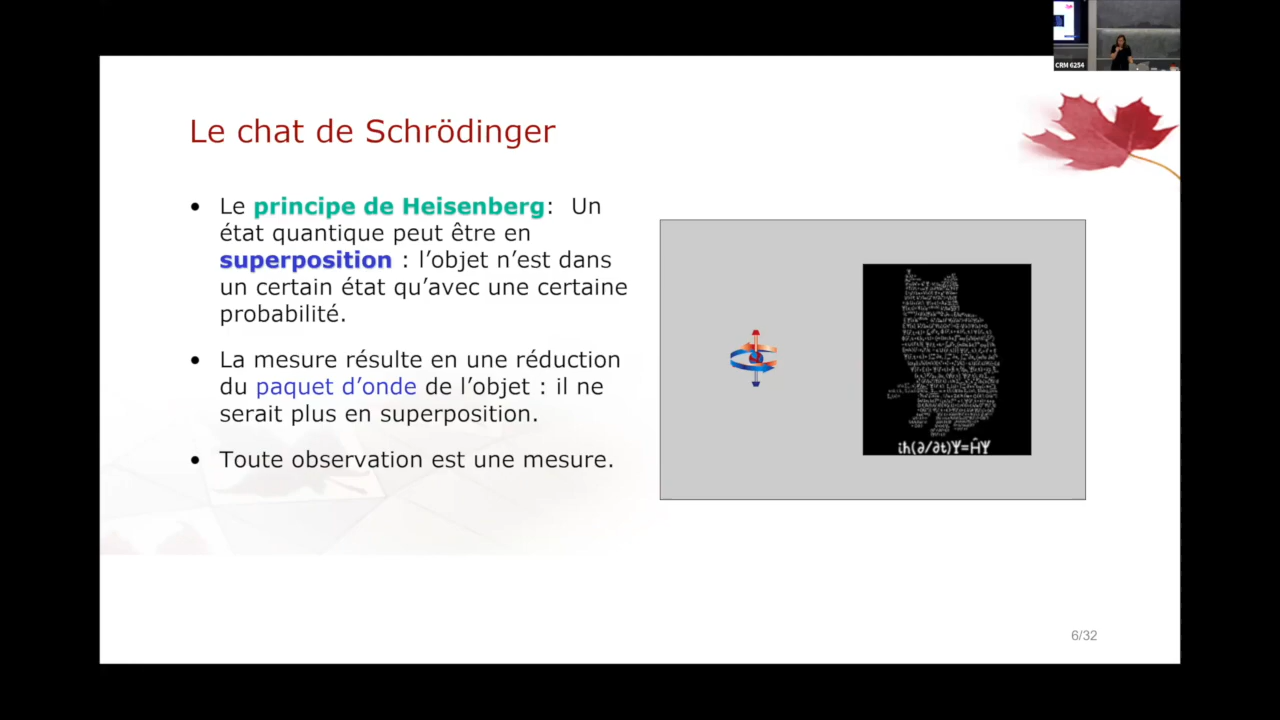 CRM 6254
Le chat de Schrödinger
• Le principe de Heisenberg: Un
état quantique peut être en
superposition : l’objet n’est dans
un certain état qu’avec une certaine
probabilité.
• La mesure résulte en une réduction
du paquet d’onde de l’objet : il ne
serait plus en superposition.
• Toute observation est une mesure.
iħ(∂/∂t)Ψ=ĤΨ
6/32